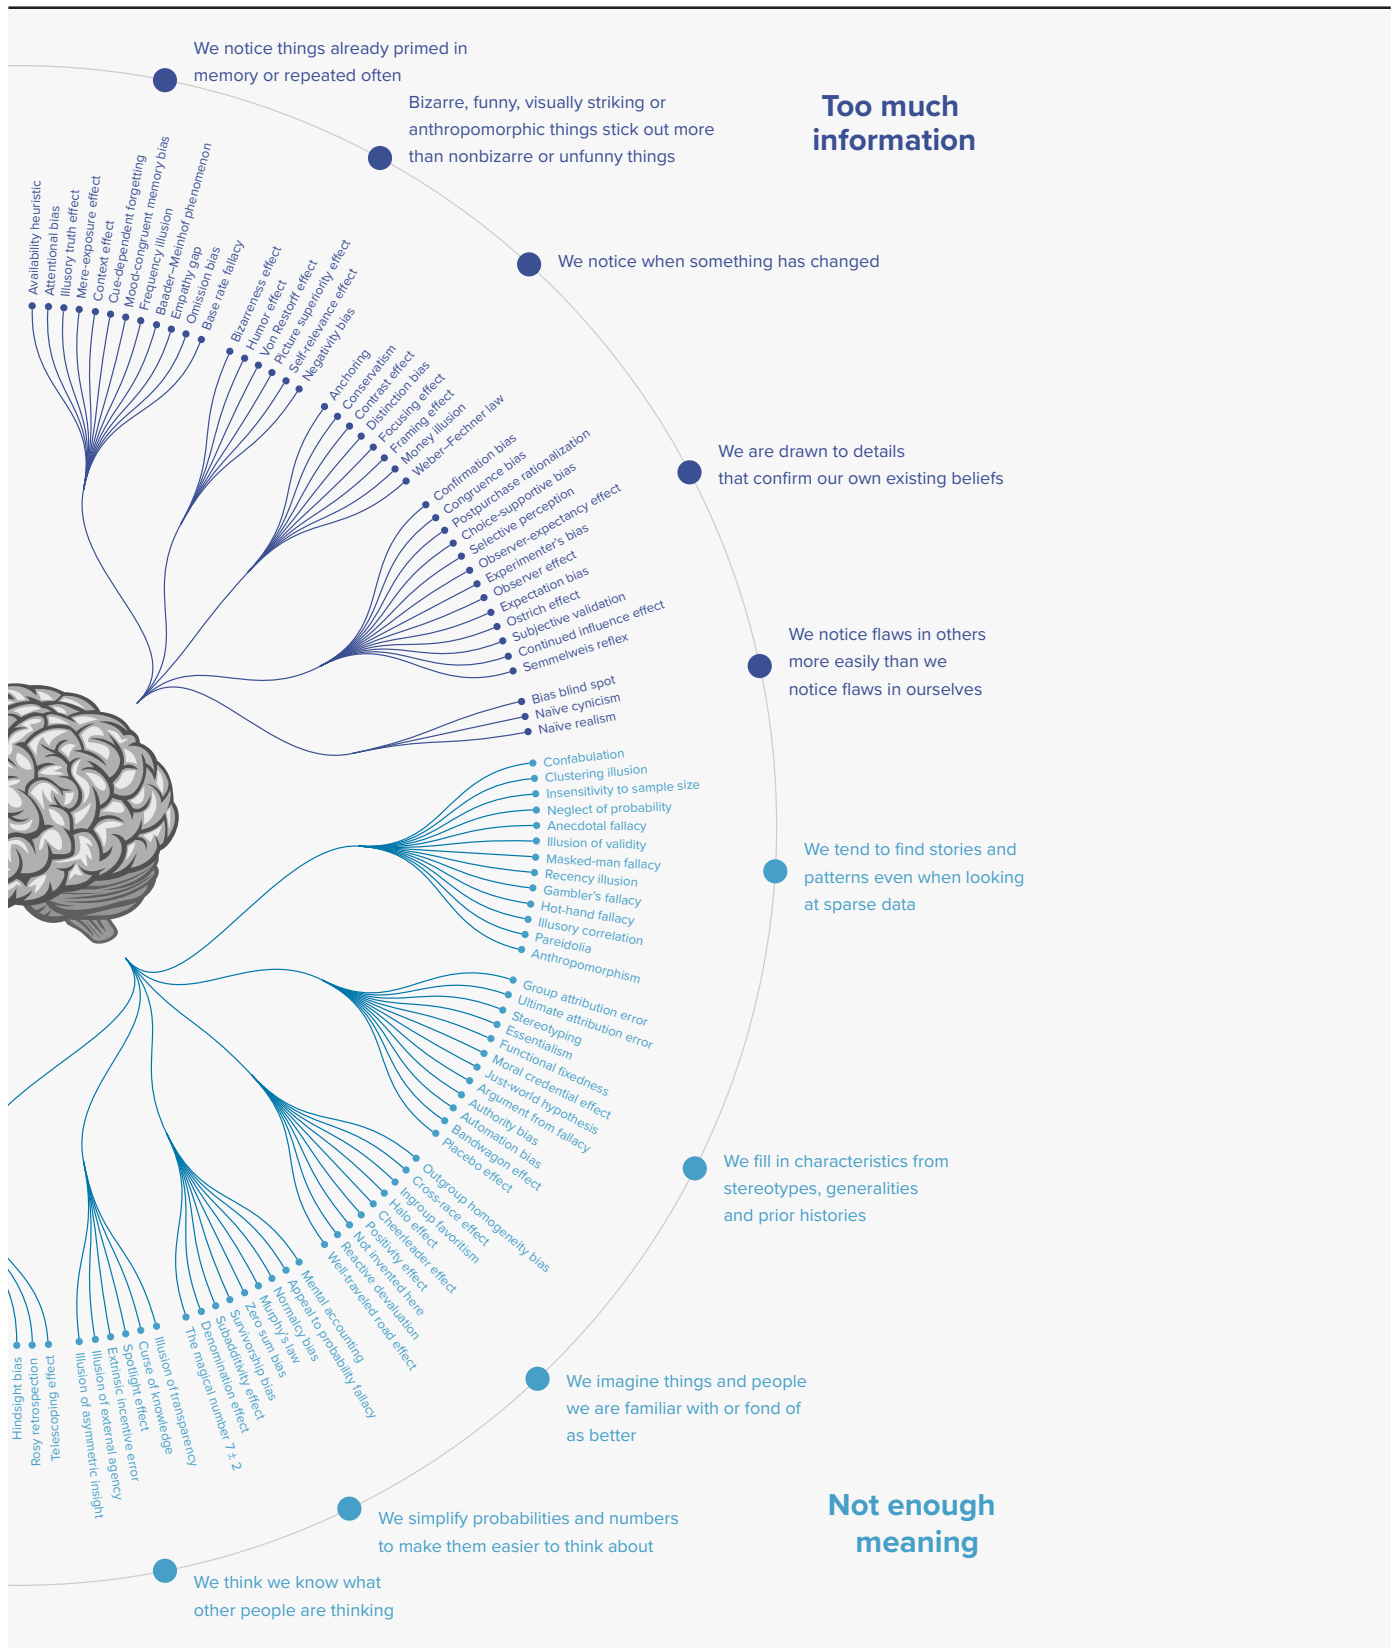 We notice things already primed in
memory or repeated often
Bizarre, funny, visually striking or
anthropomorphic things stick out more
than nonbizarre or unfunny things
Too much
information
We notice when something has changed
We are drawn to details
that confirm our own existing beliefs
We notice flaws in others
more easily than we
notice flaws in ourselves
Availability heuristic
Attentional bias
Illusory truth effect
Mere-exposure effect
Context effect
Cue-dependent forgetting
Mood-congruent memory bias
Frequency illusion
Baader–Meinhof phenomenon
Empathy gap
Omission bias
Base rate fallacy
Bizarreness effect
Humor effect
Von Restorff effect
Picture superiority effect
Self-relevance effect
Negativity bias
Anchoring
Conservatism
Contrast effect
Distinction bias
Focusing effect
Framing effect
Money illusion
Weber–Fechner law
Confirmation bias
Congruence bias
Postpurchase rationalization
Choice-supportive bias
Selective perception
Observer-expectancy effect
Experimenter's bias
Observer effect
Expectation bias
Ostrich effect
Subjective validation
Continued influence effect
Semmelweis reflex
Bias blind spot
Naïve cynicism
Naïve realism
Confabulation
Clustering illusion
Insensitivity to sample size
Neglect of probability
Anecdotal fallacy
Illusion of validity
Masked-man fallacy
Recency illusion
Gambler's fallacy
Hot-hand fallacy
Illusory correlation
Pareidolia
Anthropomorphism
We tend to find stories and
patterns even when looking
at sparse data
Group attribution error
Ultimate attribution error
Stereotyping
Essentialism
Functional fixedness
Moral credential effect
Just-world hypothesis
Argument from fallacy
Authority bias
Automation bias
Bandwagon effect
Placebo effect
We fill in characteristics from
stereotypes, generalities
and prior histories
Outgroup homogeneity bias
Cross-race effect
Ingroup favoritism
Halo effect
Cheerleader effect
Positivity effect
Not invented here
Reactive devaluation
Well-traveled road effect
We imagine things and people
we are familiar with or fond of
as better
Mental accounting
Appeal to probability fallacy
Normalcy bias
Murphy's law
Zero sum bias
Survivorship bias
Subadditivity effect
Denomination effect
The magical number 7 ± 2
We simplify probabilities and numbers
to make them easier to think about
Illusion of transparency
Curse of knowledge
Spotlight effect
Extrinsic incentive error
Illusion of external agency
Illusion of asymmetric insight
We think we know what
other people are thinking
Telescoping effect
Rosy retrospection
Hindsight bias
Not enough
meaning